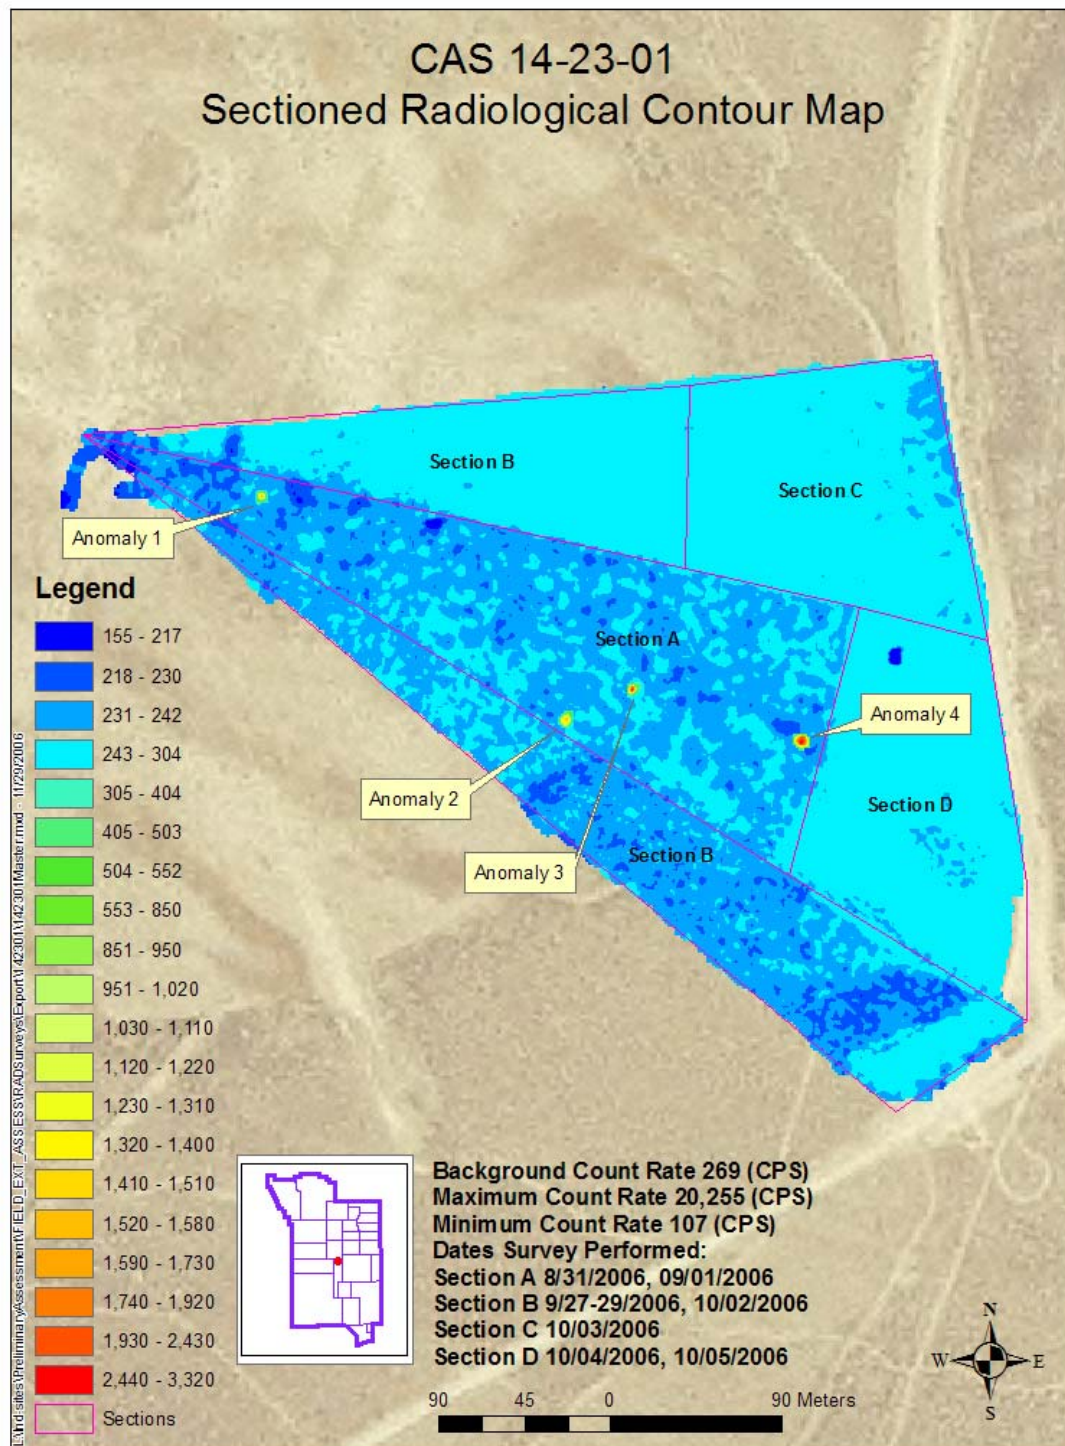 CAS 14-23-01
Sectioned Radiological Contour Map
Section B
Section C
Anomaly 1
Section A
Anomaly 4
Anomaly 2
Section D
Section B
Anomaly 3
Legend
155 - 217
218 - 230
231 - 242
243 - 304
305 - 404
405 - 503
504 - 552
553 - 850
851 - 950
951 - 1,020
1,030 - 1,110
1,120 - 1,220
1,230 - 1,310
1,320 - 1,400
1,410 - 1,510
1,520 - 1,580
1,590 - 1,730
1,740 - 1,920
1,930 - 2,430
2,440 - 3,320
Sections
Background Count Rate 269 (CPS)
Maximum Count Rate 20,255 (CPS)
Minimum Count Rate 107 (CPS)
Dates Survey Performed:
Section A 8/31/2006, 09/01/2006
Section B 9/27-29/2006, 10/02/2006
Section C 10/03/2006
Section D 10/04/2006, 10/05/2006
90 45 0 90 Meters
N
W E
S
- 11/29/2006